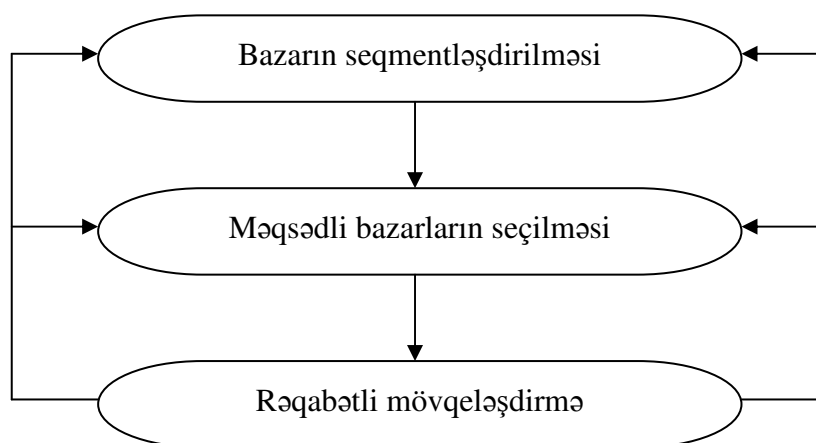 Bazarın seqmentləşdirilməsi
Məqsədli bazarların seçilməsi
Rəqabətli mövqeləşdirmə